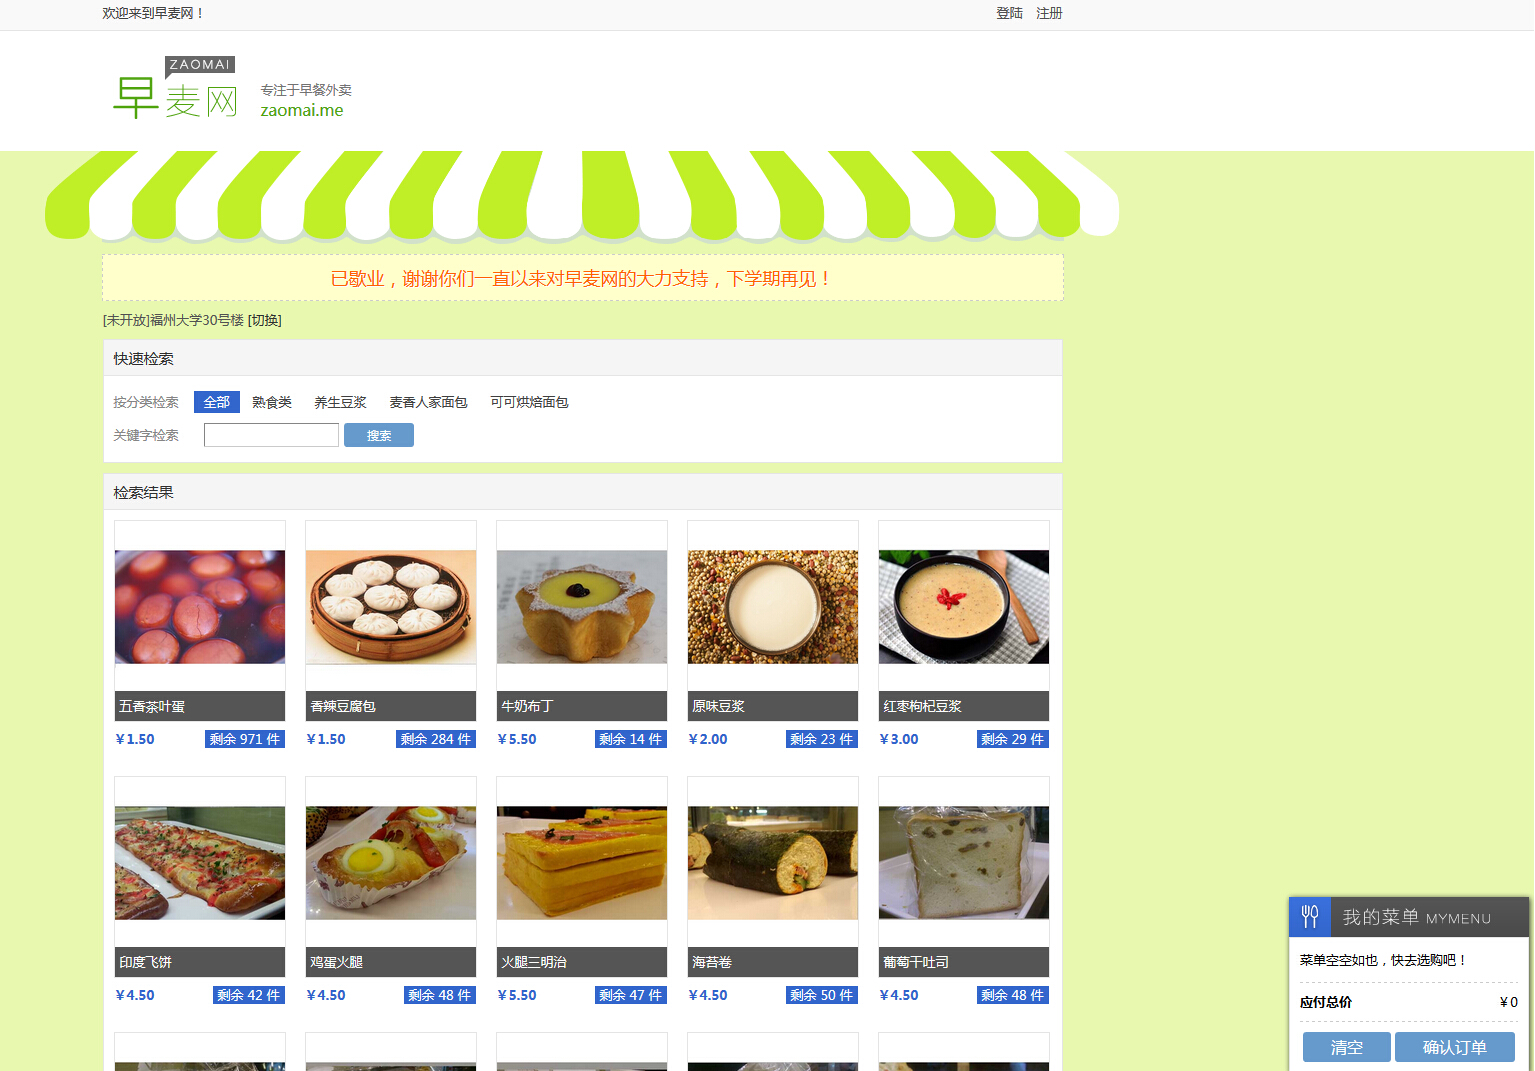 欢迎来到早麦网！
登陆 注册
ZAOMAI
早麦网
专注于早餐外卖
zaomai.me
已歇业，谢谢你们一直以来对早麦网的大力支持，下学期再见！
[未开放]福州大学30号楼 [切换]
快速检索
按分类检索 全部 熟食类 养生豆浆 麦香人家面包 可可烘焙面包
关键字检索 搜索
检索结果
五香茶叶蛋 香辣豆腐包 牛奶布丁 原味豆浆 红枣枸杞豆浆
￥1.50 剩余 971 件 ￥1.50 剩余 284 件 ￥5.50 剩余 14 件 ￥2.00 剩余 23 件 ￥3.00 剩余 29 件
印度飞饼 鸡蛋火腿 火腿三明治 海苔卷 葡萄干吐司
￥4.50 剩余 42 件 ￥4.50 剩余 48 件 ￥5.50 剩余 47 件 ￥4.50 剩余 50 件 ￥4.50 剩余 48 件
我的菜单 MYMENU
菜单空空如也，快去选购吧！
应付总价 ￥0
清空 确认订单